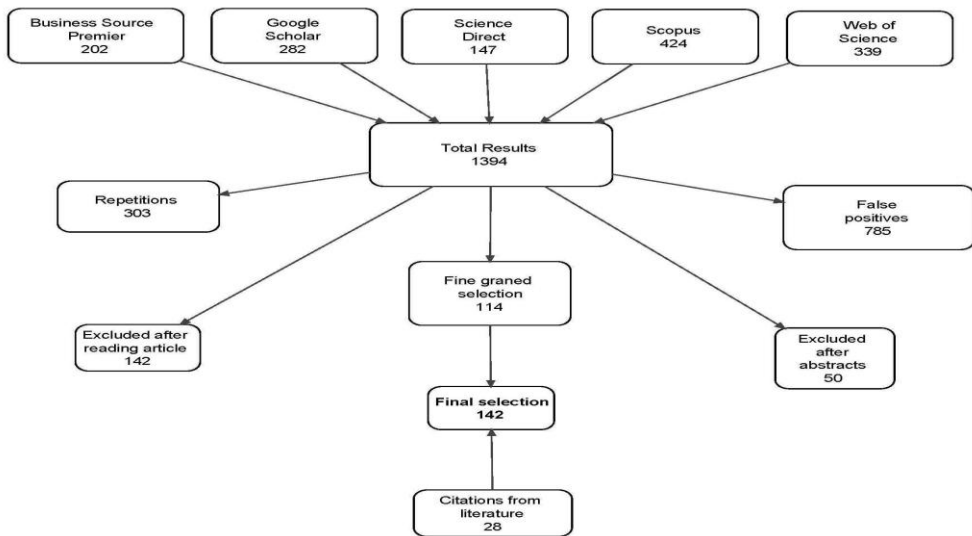 Business Source
Premier
202
Google
Scholar
282
Science
Direct
147
Scopus
424
Web of
Science
339
Total Results
1394
Repetitions
303
False
positives
785
Fine graned
selection
114
Excluded after
reading article
142
Excluded
after
abstracts
50
Final selection
142
Citations from
literature
28